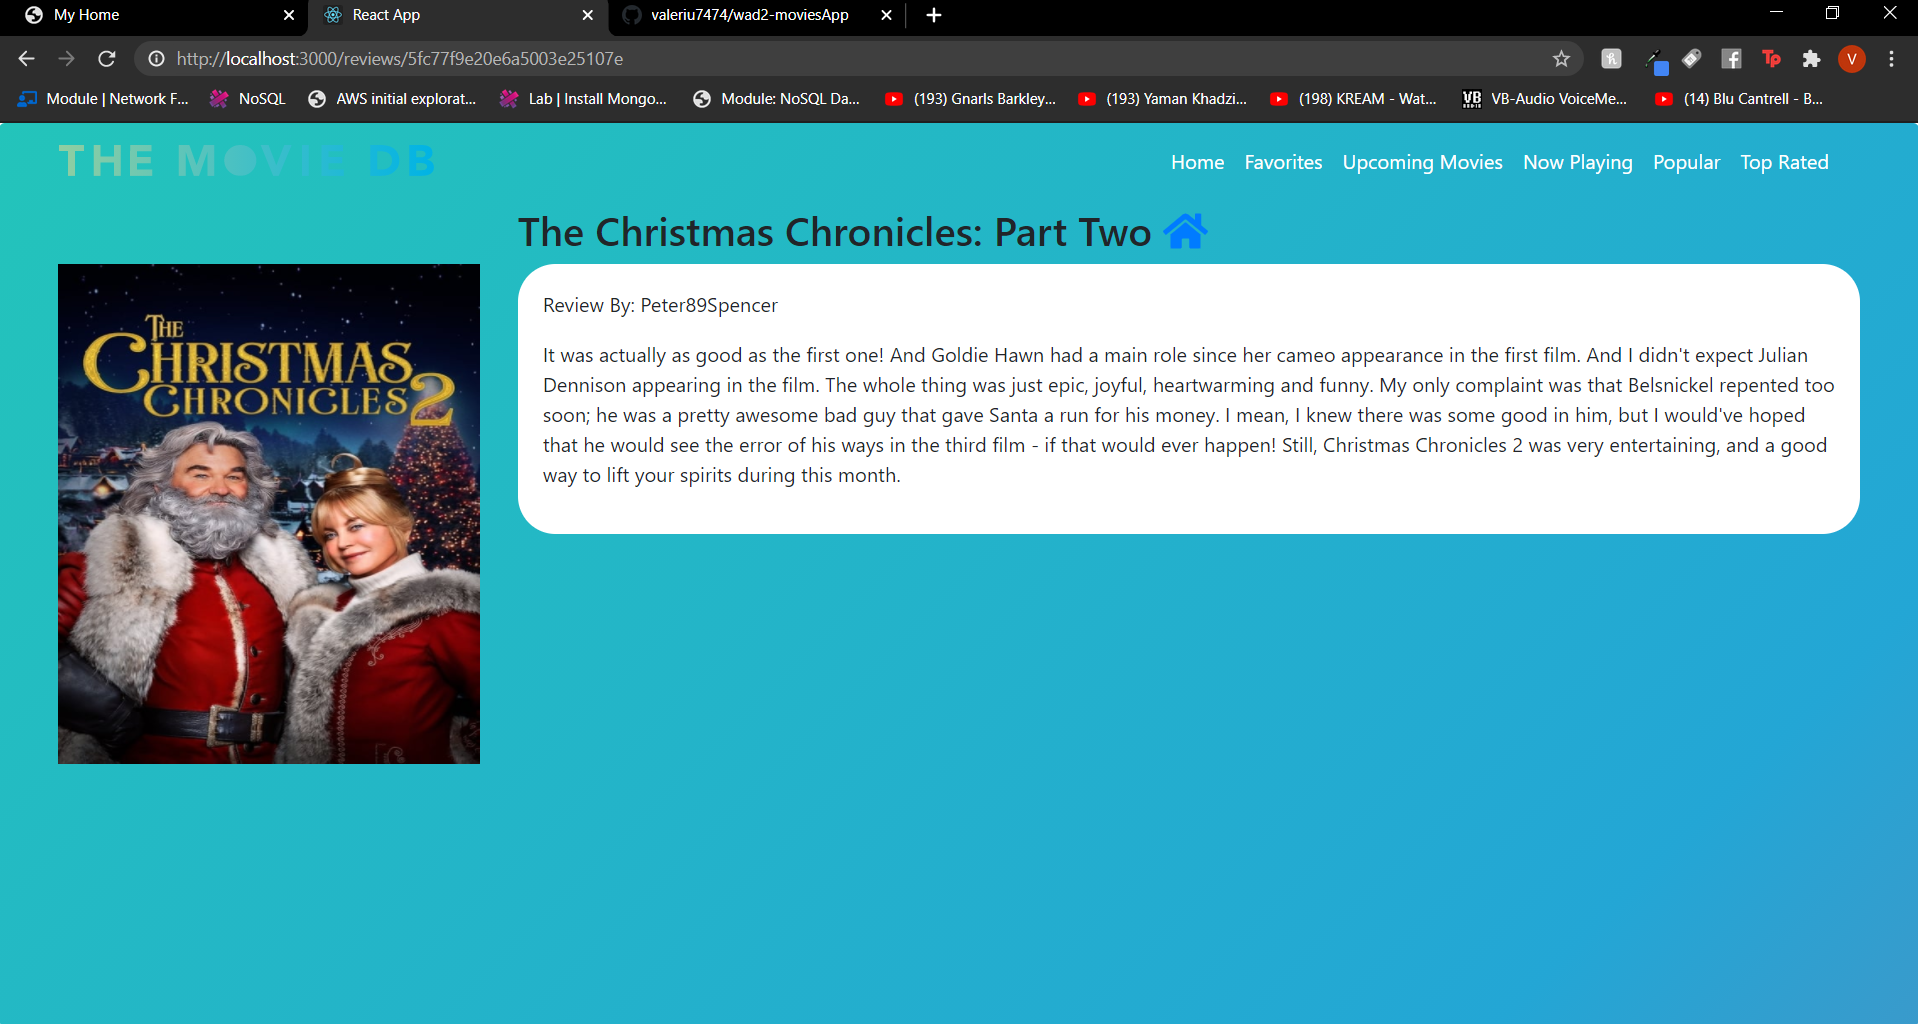 My Home
React App
valeriu7474/wad2-moviesApp
http://localhost:3000/reviews/5fc77f9e20e6a5003e25107e
V
Module | Network F...
NoSQL
AWS initial explorat...
Lab | Install Mongo...
Module: NoSQL Da...
(193) Gnarls Barkley...
(193) Yaman Khadzi...
(198) KREAM - Wat...
VB-Audio VoiceMe...
(14) Blu Cantrell - B...
THE MOVIE DB
Home
Favorites
Upcoming Movies
Now Playing
Popular
Top Rated
The Christmas Chronicles: Part Two
THE
CHRISTMAS
CHRONICLES 2
Review By: Peter89Spencer
It was actually as good as the first one! And Goldie Hawn had a main role since her cameo appearance in the first film. And I didn't expect Julian
Dennison appearing in the film. The whole thing was just epic, joyful, heartwarming and funny. My only complaint was that Belsnickel repented too
soon; he was a pretty awesome bad guy that gave Santa a run for his money. I mean, I knew there was some good in him, but I would've hoped
that he would see the error of his ways in the third film - if that would ever happen! Still, Christmas Chronicles 2 was very entertaining, and a good
way to lift your spirits during this month.